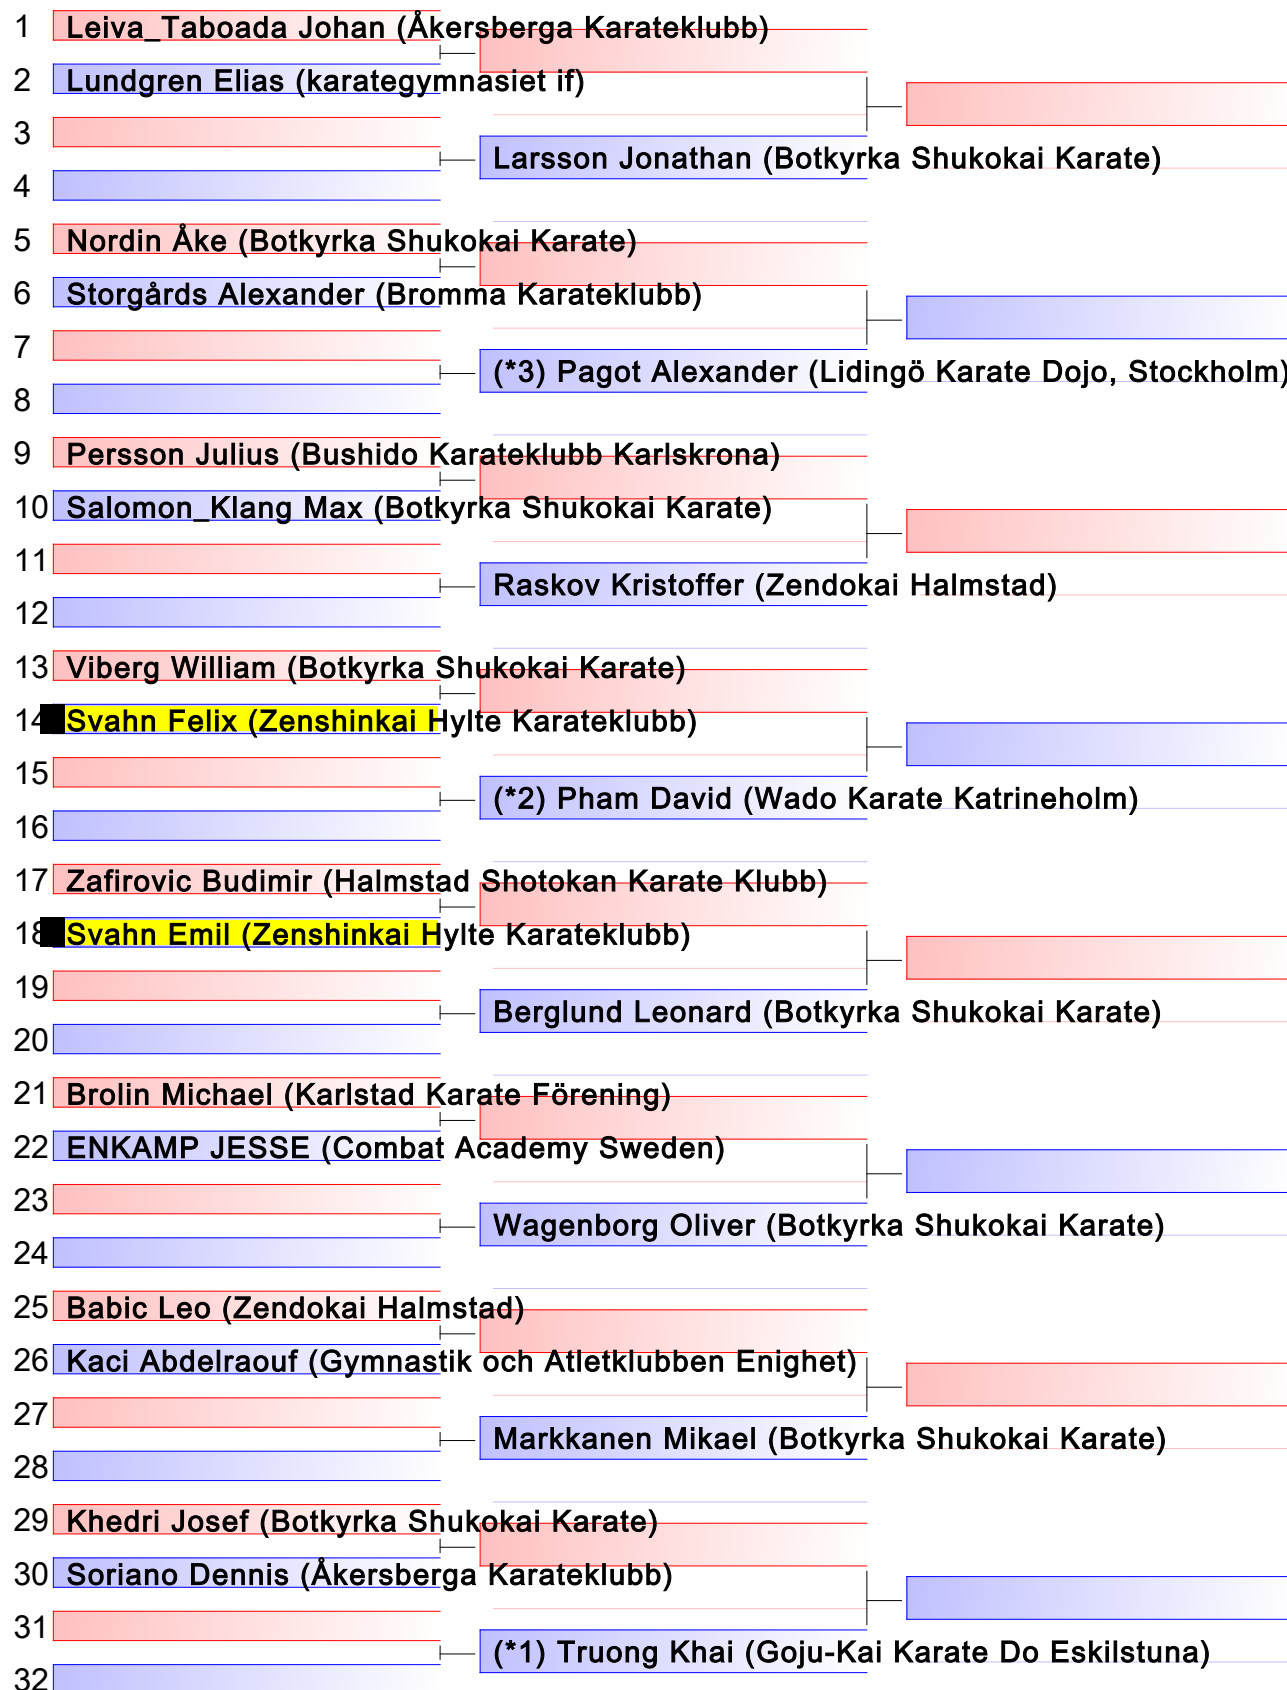 1 Leiva_Taboada Johan (Åkersberga Karateklubb)
2 Lundgren Elias (karategymnasiet if)
3
Larsson Jonathan (Botkyrka Shukokai Karate)
4
5 Nordin Åke (Botkyrka Shukokai Karate)
6 Storgårds Alexander (Bromma Karateklubb)
7
(*3) Pagot Alexander (Lidingö Karate Dojo, Stockholm)
8
9 Persson Julius (Bushido Karateklubb Karlskrona)
10 Salomon_Klang Max (Botkyrka Shukokai Karate)
11
Raskov Kristoffer (Zendokai Halmstad)
12
13 Viberg William (Botkyrka Shukokai Karate)
14 Svahn Felix (Zenshinkai Hylte Karateklubb)
15
(*2) Pham David (Wado Karate Katrineholm)
16
17 Zafirovic Budimir (Halmstad Shotokan Karate Klubb)
18 Svahn Emil (Zenshinkai Hylte Karateklubb)
19
Berglund Leonard (Botkyrka Shukokai Karate)
20
21 Brolin Michael (Karlstad Karate Förening)
22 ENKAMP JESSE (Combat Academy Sweden)
23
Wagenborg Oliver (Botkyrka Shukokai Karate)
24
25 Babic Leo (Zendokai Halmstad)
26 Kaci Abdelraouf (Gymnastik och Atletklubben Enighet)
27
Markkanen Mikael (Botkyrka Shukokai Karate)
28
29 Khedri Josef (Botkyrka Shukokai Karate)
30 Soriano Dennis (Åkersberga Karateklubb)
31
(*1) Truong Khai (Goju-Kai Karate Do Eskilstuna)
32